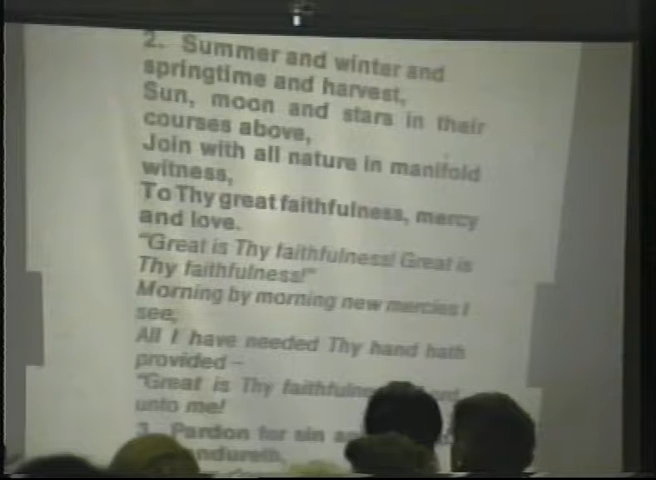 2. Summer and winter and
springtime and harvest,
Sun, moon and stars in their
courses above,
Join with all nature in manifold
witness,
To Thy great faithfulness, mercy
and love.
"Great is Thy faithfulness! Great is
Thy faithfulness!"
Morning by morning new mercies I
see;
All I have needed Thy hand hath
provided –
"Great is Thy faithfulness Lord
unto me!
3. Pardon for sin
endureth,